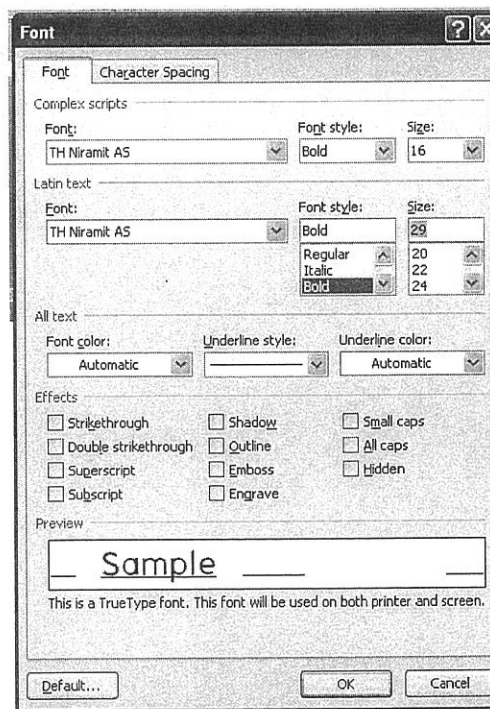 Font
Font Character Spacing
Complex scripts
Font: Font style: Size:
TH Niramit AS Bold 16
Latin text
Font: Font style: Size:
TH Niramit AS Bold 29
Regular 20
Italic 22
Bold 24
All text
Font color: Underline style: Underline color:
Automatic Automatic
Effects
Strikethrough Shadow Small caps
Double strikethrough Outline All caps
Superscript Emboss Hidden
Subscript Engrave
Preview
Sample
This is a TrueType font. This font will be used on both printer and screen.
Default... OK Cancel